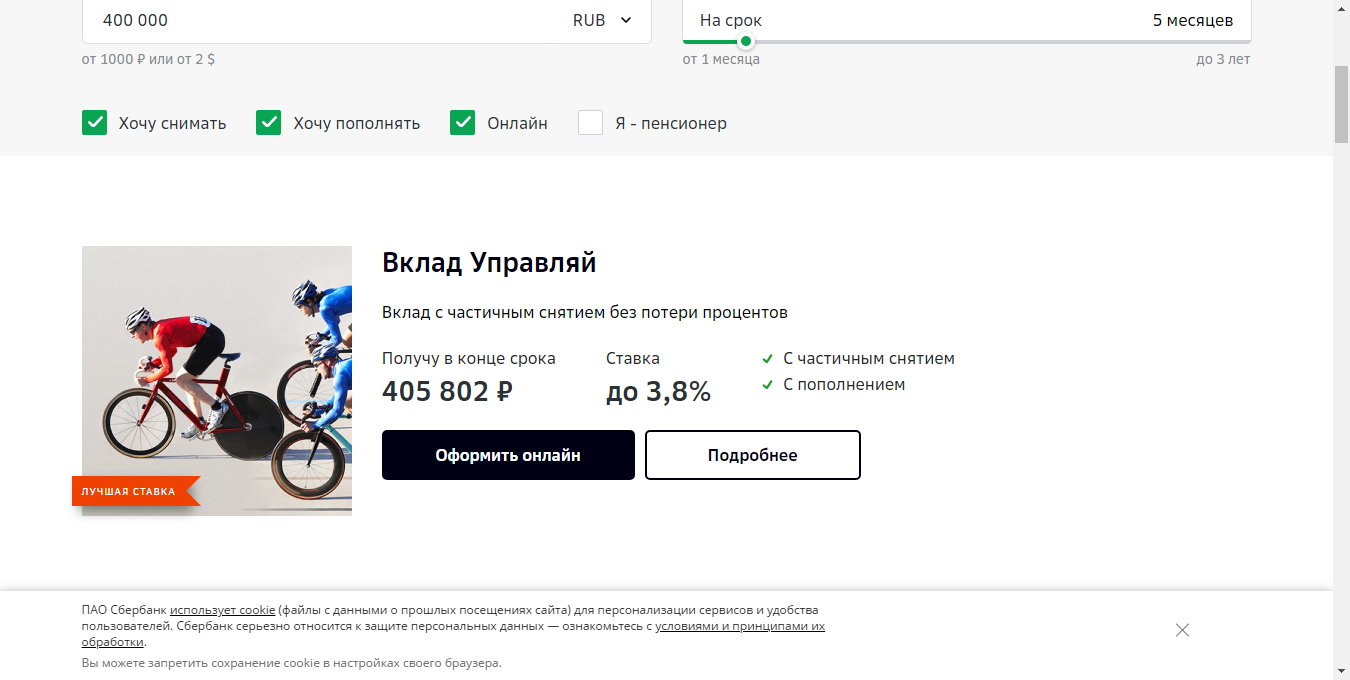 400 000
RUB
На срок
5 месяцев
от 1000 ₽ или от 2 $
от 1 месяца
до 3 лет
Хочу снимать
Хочу пополнять
Онлайн
Я - пенсионер
Вклад Управляй
Вклад с частичным снятием без потери процентов
Получу в конце срока
Ставка
С частичным снятием
405 802 ₽
до 3,8%
С пополнением
Оформить онлайн
Подробнее
ЛУЧШАЯ СТАВКА
ПАО Сбербанк использует cookie (файлы с данными о прошлых посещениях сайта) для персонализации сервисов и удобства
пользователей. Сбербанк серьезно относится к защите персональных данных — ознакомьтесь с условиями и принципами их
обработки.
Вы можете запретить сохранение cookie в настройках своего браузера.